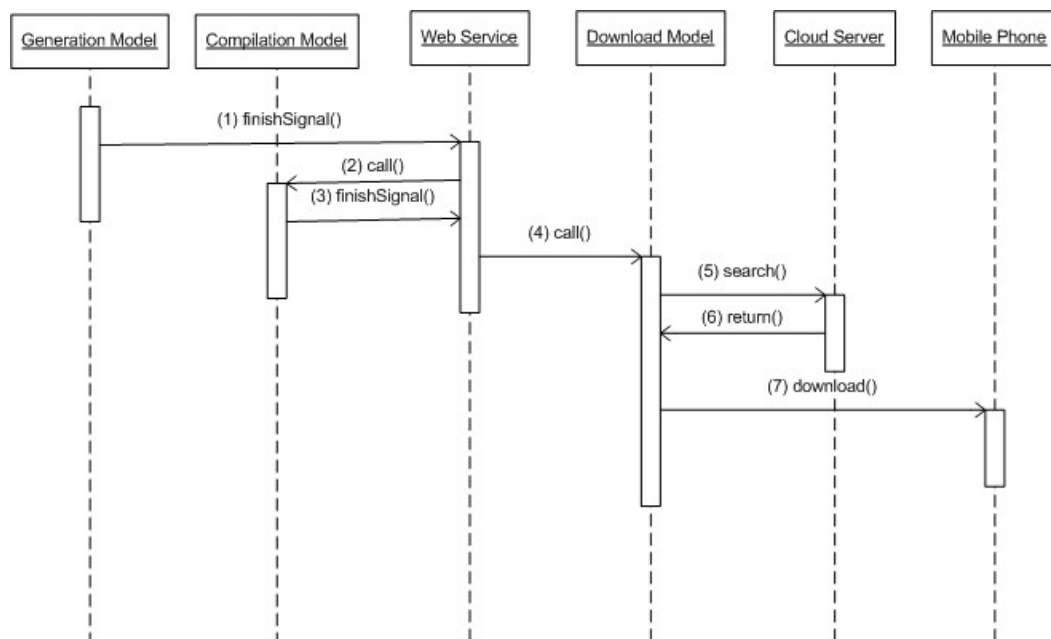 Generation Model
Compilation Model
Web Service
Download Model
Cloud Server
Mobile Phone
(1) finishSignal()
(2) call()
(3) finishSignal()
(4) call()
(5) search()
(6) return()
(7) download()